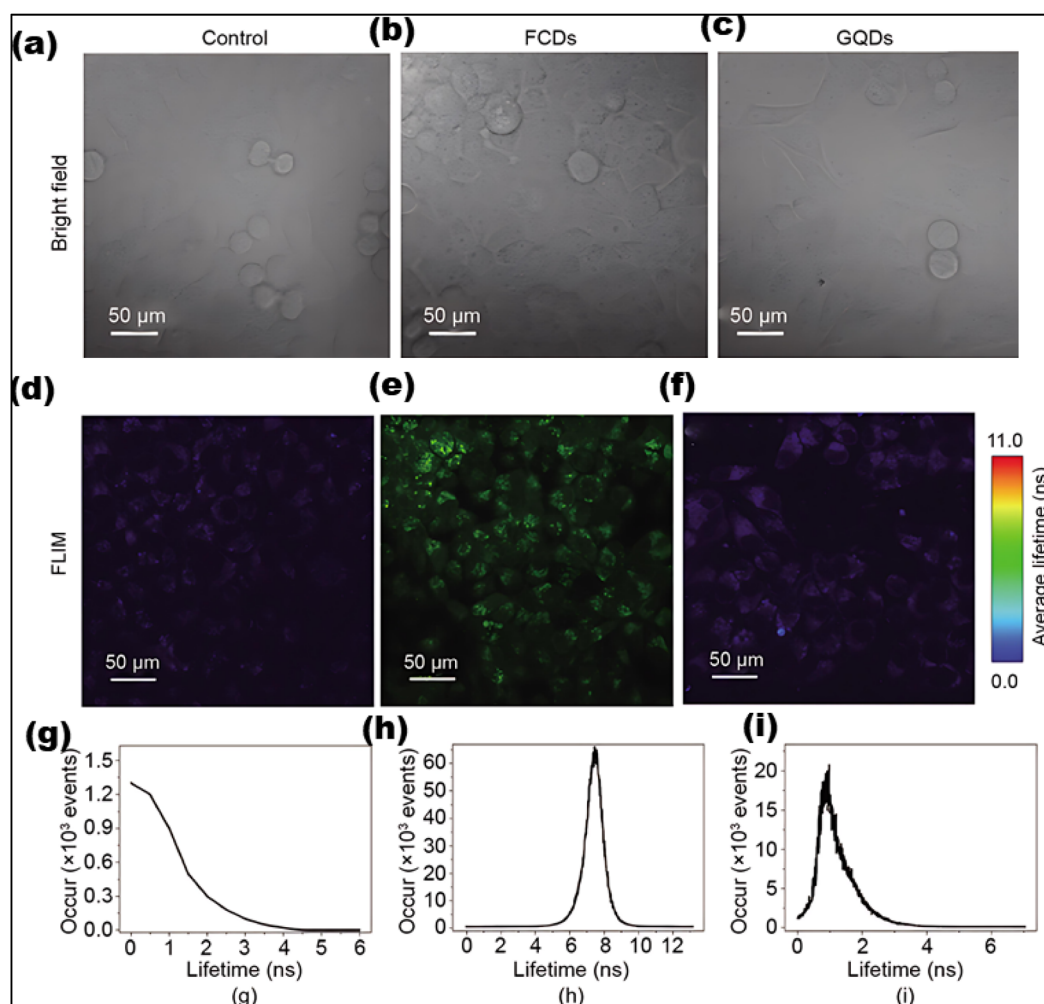 (a) Control (b) FCDs (c) GQDs
Bright field
50 μm 50 μm 50 μm
(d) (e) (f)
FLIM
50 μm 50 μm 50 μm
11.0
Average lifetime (ns)
0.0
(g) (h) (i)
Occur (×10³ events)
1.5
1.2
0.9
0.6
0.3
0.0
0 1 2 3 4 5 6
Lifetime (ns)
(g)
Occur (×10³ events)
60
50
40
30
20
10
0
0 2 4 6 8 10 12
Lifetime (ns)
(h)
Occur (×10³ events)
20
15
10
5
0
0 2 4 6
Lifetime (ns)
(i)